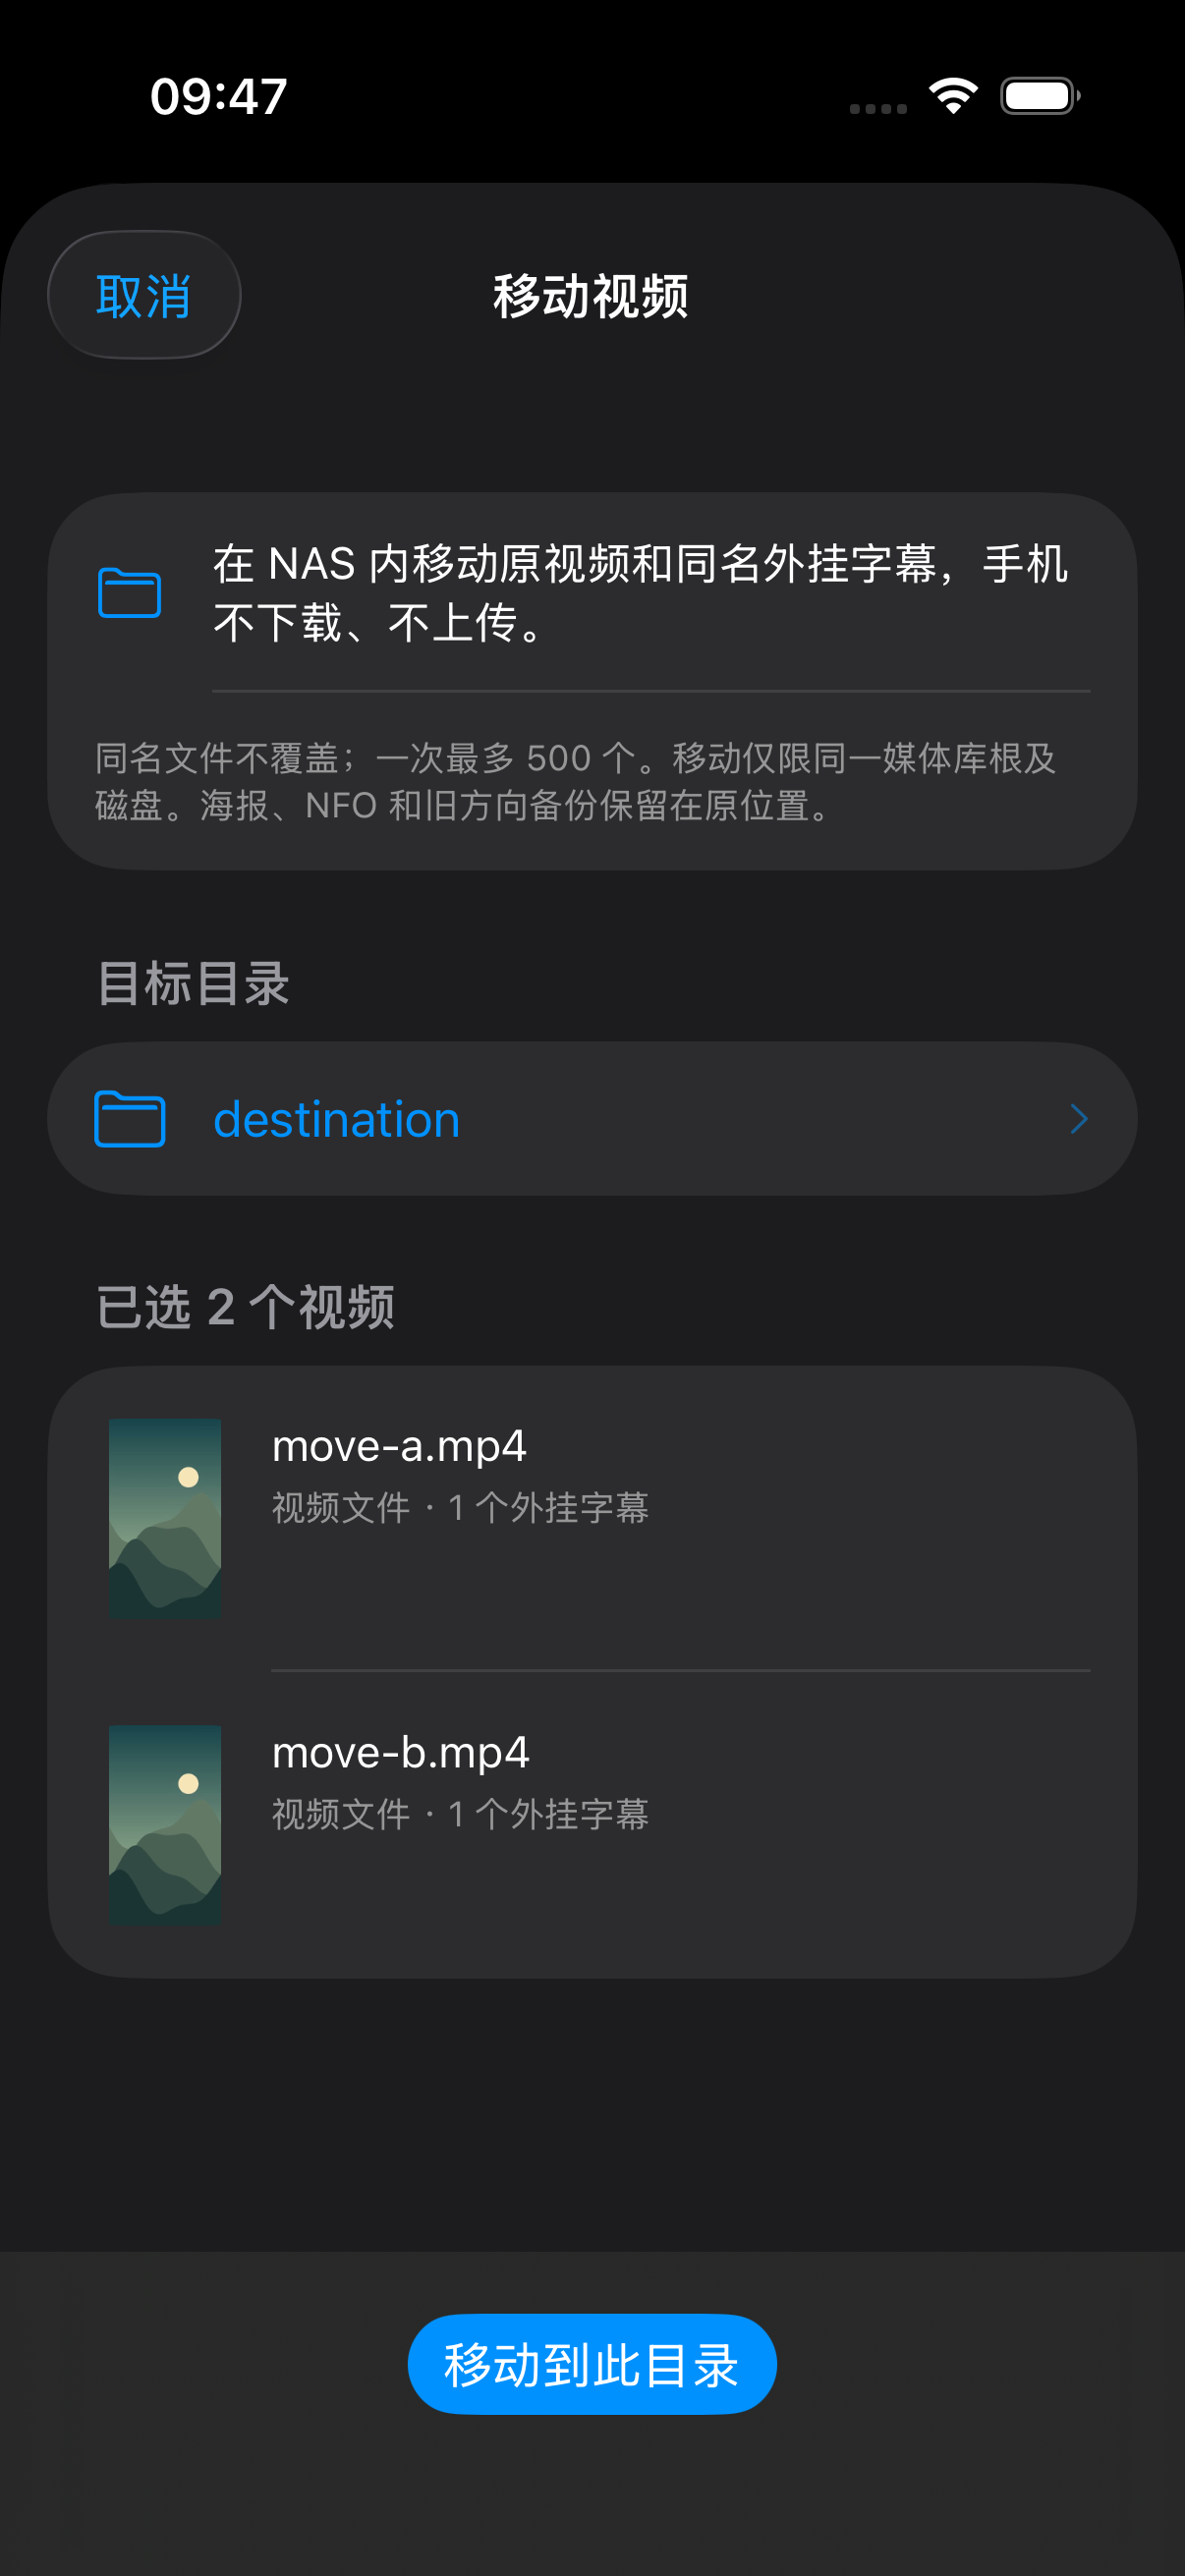 09:47
取消
移动视频
在 NAS 内移动原视频和同名外挂字幕，手机
不下载、不上传。
同名文件不覆盖；一次最多 500 个。移动仅限同一媒体库根及
磁盘。海报、NFO 和旧方向备份保留在原位置。
目标目录
destination
已选 2 个视频
move-a.mp4
视频文件 · 1 个外挂字幕
move-b.mp4
视频文件 · 1 个外挂字幕
移动到此目录